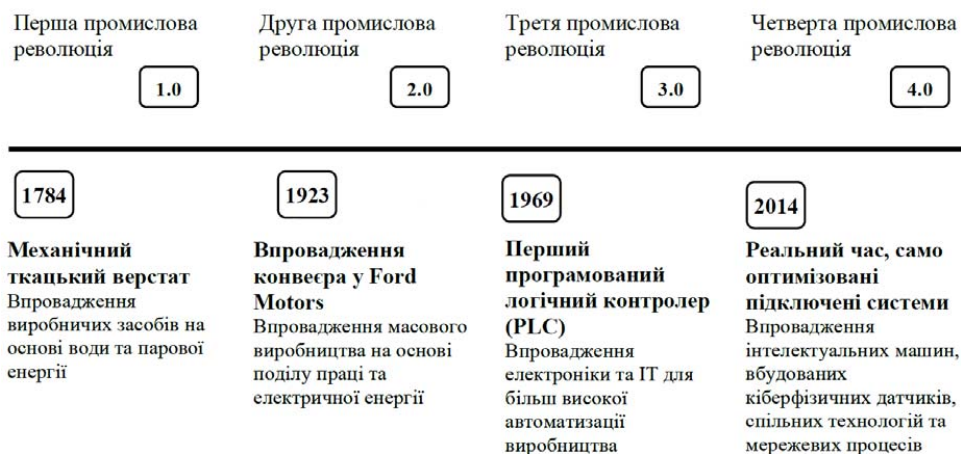 Перша промислова
революція
1.0
Друга промислова
революція
2.0
Третя промислова
революція
3.0
Четверта промислова
революція
4.0
1784
Механічний
ткацький верстат
Впровадження
виробничих засобів на
основі води та парової
енергії
1923
Впровадження
конвеєра у Ford
Motors
Впровадження масового
виробництва на основі
поділу праці та
електричної енергії
1969
Перший
програмований
логічний контролер
(PLC)
Впровадження
електроніки та ІТ для
більш високої
автоматизації
виробництва
2014
Реальний час, само
оптимізовані
підключені системи
Впровадження
інтелектуальних машин,
вбудованих
кіберфізичних датчиків,
спільних технологій та
мережевих процесів